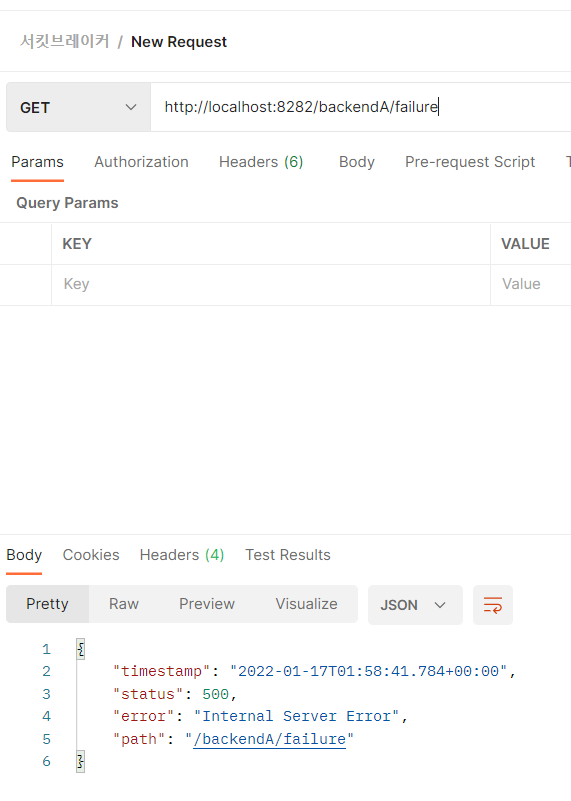 서킷브레이커 / New Request
GET http://localhost:8282/backendA/failure
Params Authorization Headers (6) Body Pre-request Script
Query Params
KEY VALUE
Key Value
Body Cookies Headers (4) Test Results
Pretty Raw Preview Visualize JSON
1 {
2 "timestamp": "2022-01-17T01:58:41.784+00:00",
3 "status": 500,
4 "error": "Internal Server Error",
5 "path": "/backendA/failure"
6 }